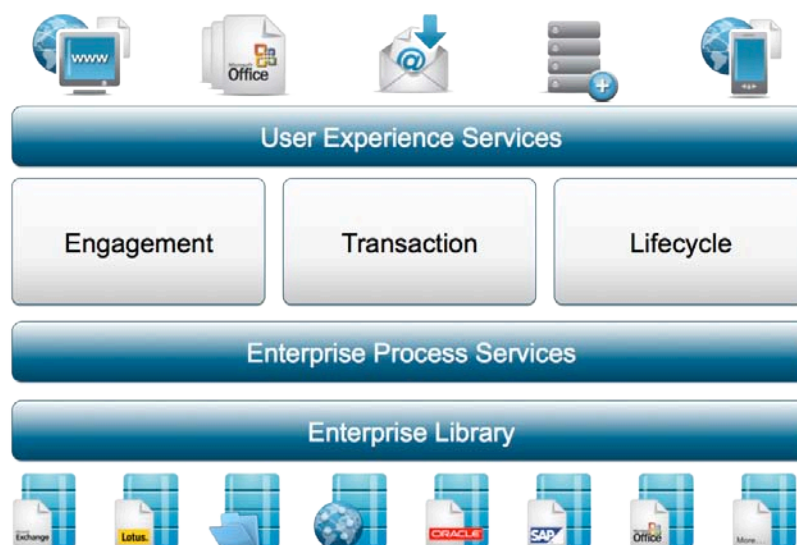 www
Microsoft
Office
@
User Experience Services
Engagement
Transaction
Lifecycle
Enterprise Process Services
Enterprise Library
Exchange
Lotus.
ORACLE
SAP
Office
More....